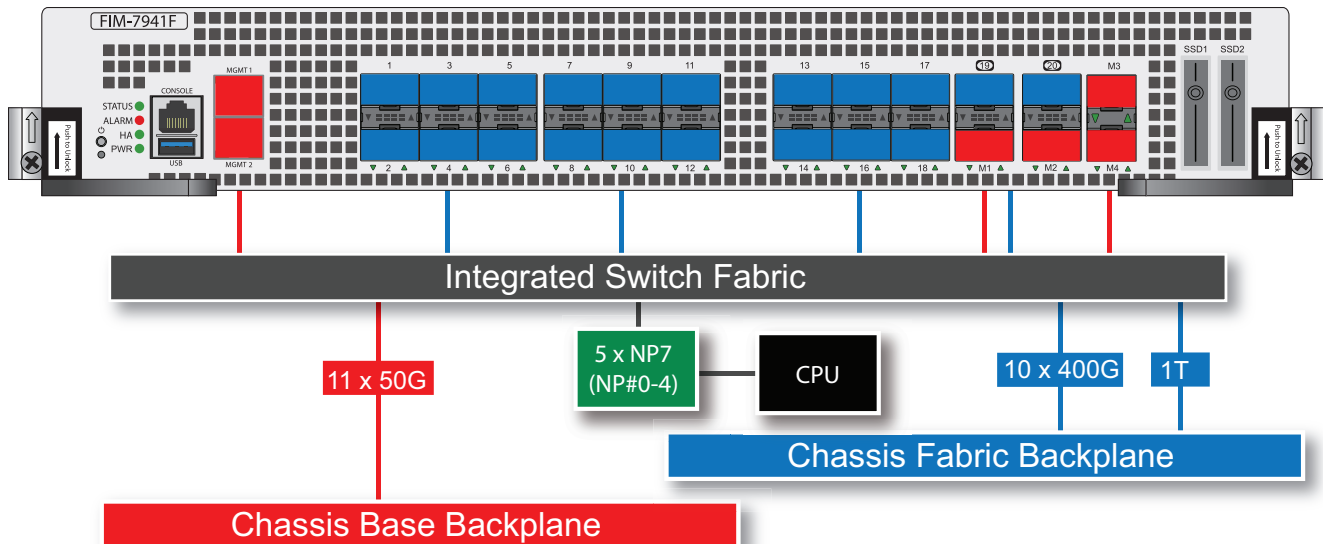 FIM-7941F
SSD1 SSD2
MGMT 1
1 3 5 7 9 11 13 15 17 19 20 M3
CONSOLE
STATUS
ALARM
HA
PWR
USB
MGMT 2
Push to Unlock
Push to Unlock
2 4 6 8 10 12 14 16 18 M1 M2 M4
Integrated Switch Fabric
5 x NP7
(NP#0-4)
CPU
11 x 50G
10 x 400G
1T
Chassis Fabric Backplane
Chassis Base Backplane